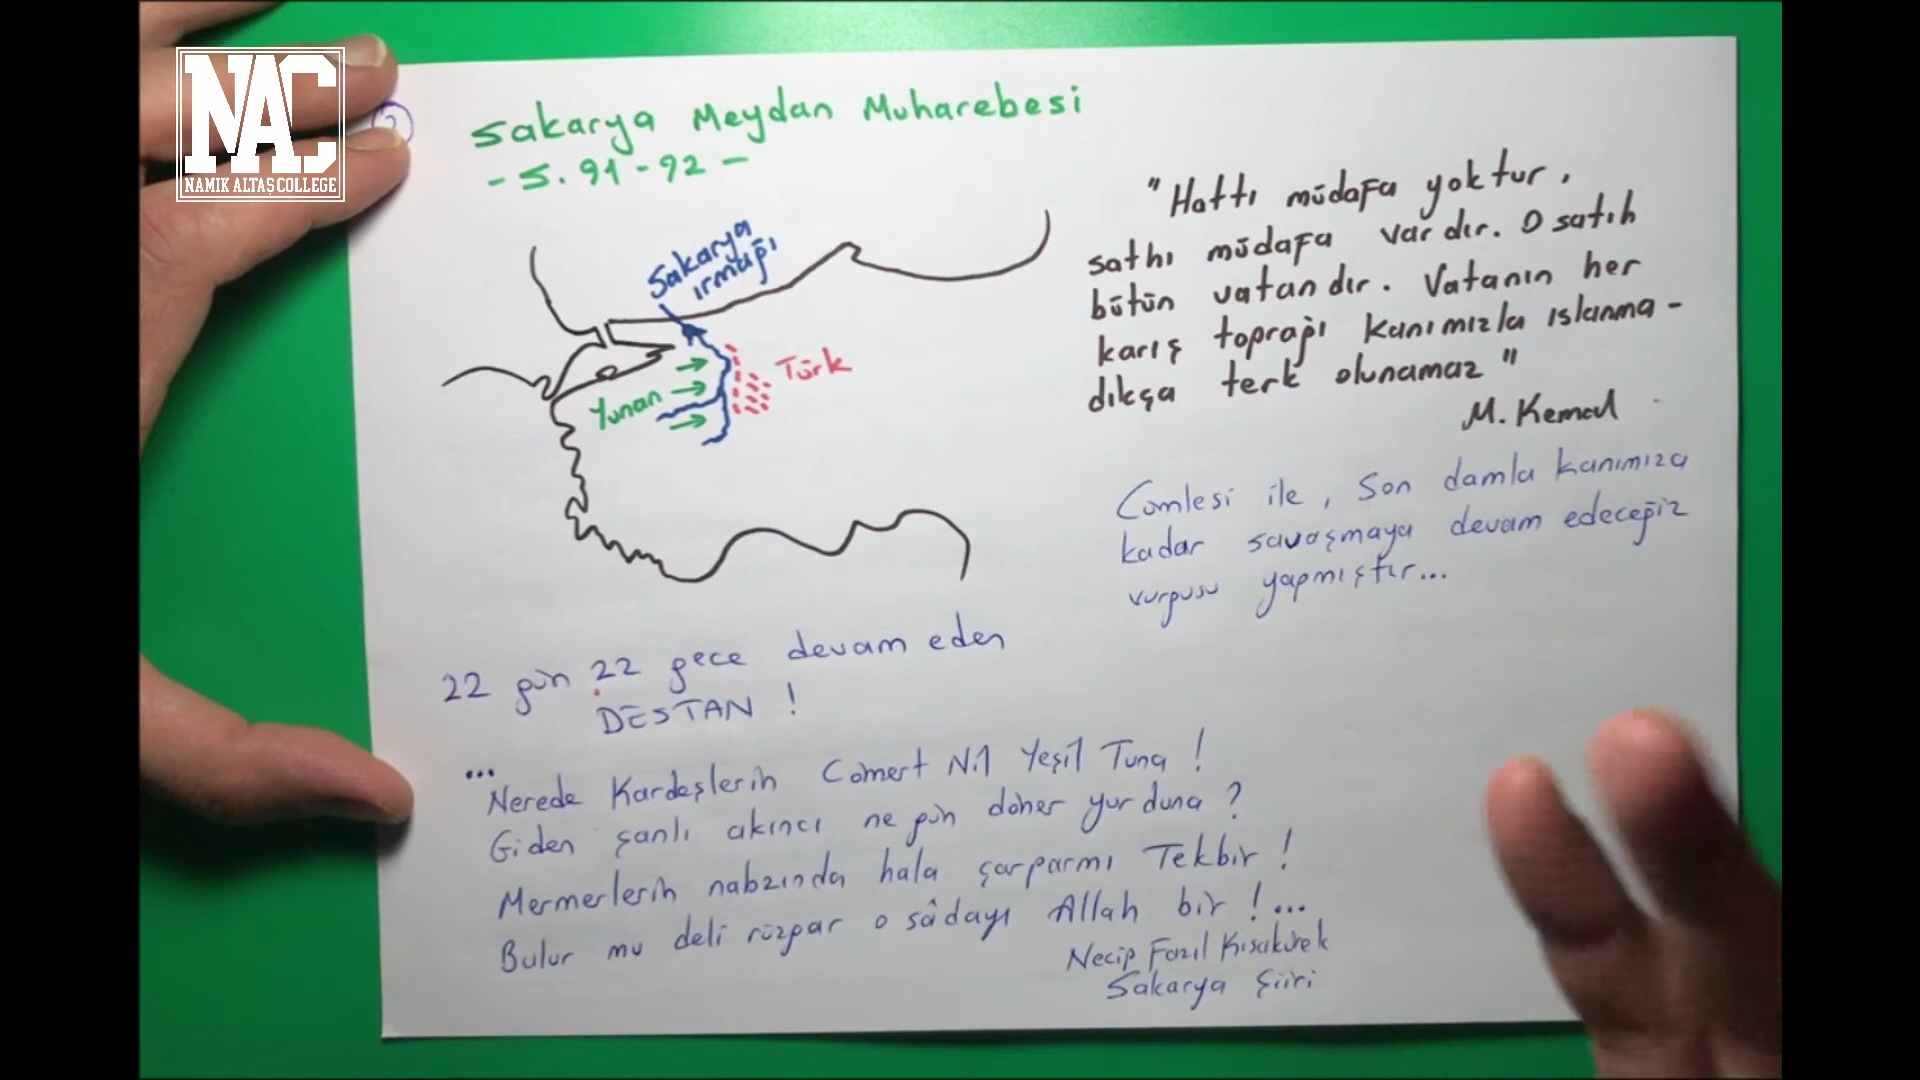 NAC
NAMIK ALTAŞ COLLEGE
Sakarya Meydan Muharebesi
- S. 91 - 92 -
Sakarya
ırmağı
Yunan
Türk
"Hattı müdafa yoktur,
sathı müdafa vardır. O satıh
bütün vatandır. Vatanın her
karış toprağı kanımızla ıslanma-
dıkça terk olunamaz"
M. Kemal
Cümlesi ile, Son damla kanımıza
kadar savaşmaya devam edeceğiz
vurgusu yapmıştır...
22 gün 22 gece devam eden
DESTAN !
...
Nerede Kardeşlerin Cömert Nil Yeşil Tuna !
Giden şanlı akıncı ne gün döner yurduna ?
Mermerlerin nabzında hala çarparmı Tekbir !
Bulur mu deli rüzgar o sâdayı Allah bir !...
Necip Fazıl Kısakürek
Sakarya Şiiri